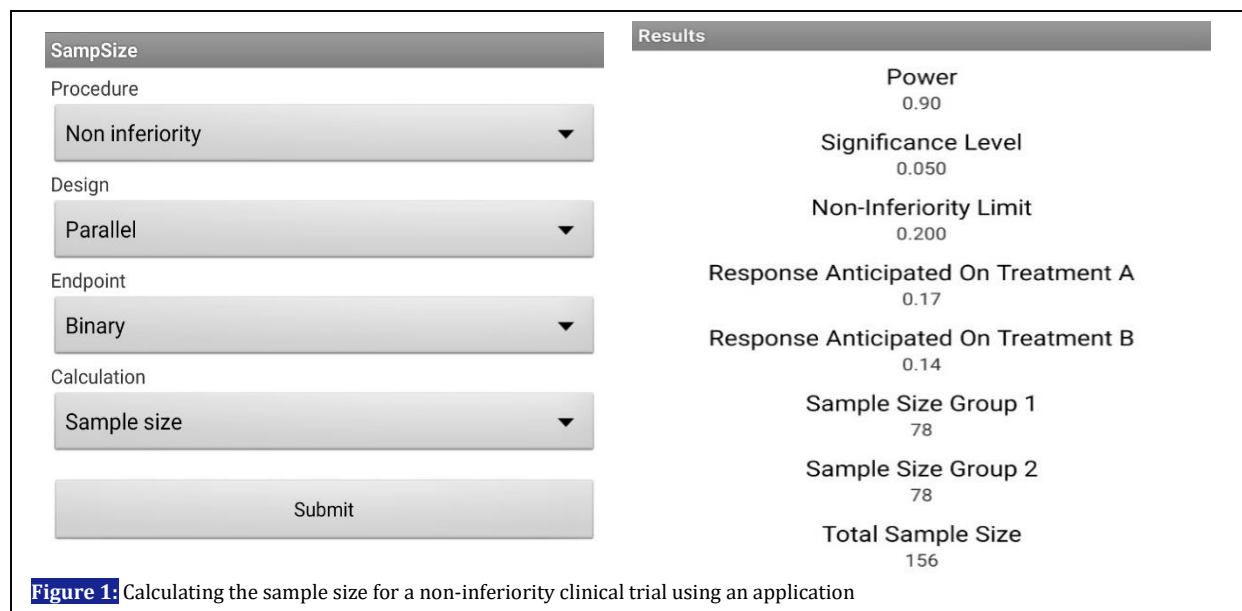 SampSize
Procedure
Non inferiority
Design
Parallel
Endpoint
Binary
Calculation
Sample size
Submit
Results
Power
0.90
Significance Level
0.050
Non-Inferiority Limit
0.200
Response Anticipated On Treatment A
0.17
Response Anticipated On Treatment B
0.14
Sample Size Group 1
78
Sample Size Group 2
78
Total Sample Size
156
Figure 1: Calculating the sample size for a non-inferiority clinical trial using an application